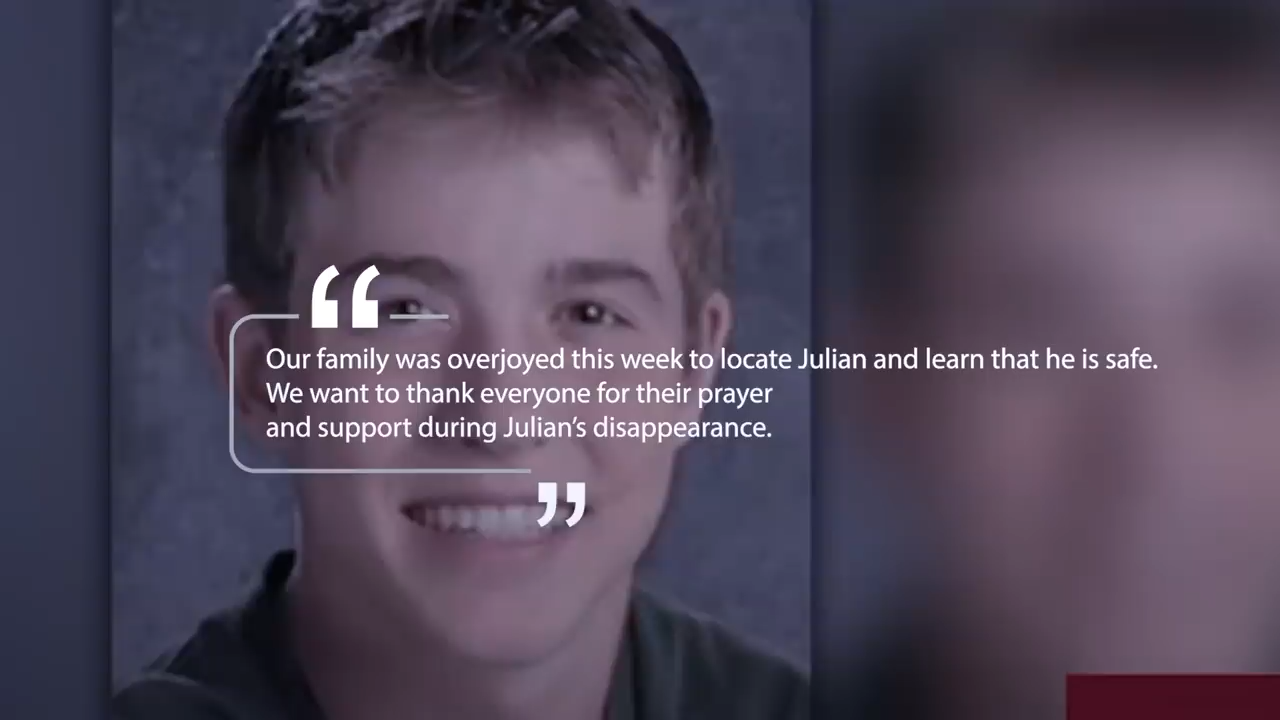 “
Our family was overjoyed this week to locate Julian and learn that he is safe.
We want to thank everyone for their prayer
and support during Julian’s disappearance.
”